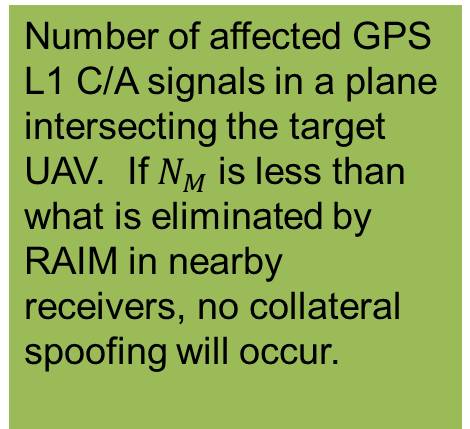 Number of affected GPS
L1 C/A signals in a plane
intersecting the target
UAV.  If 𝑁𝑀 is less than
what is eliminated by
RAIM in nearby
receivers, no collateral
spoofing will occur.